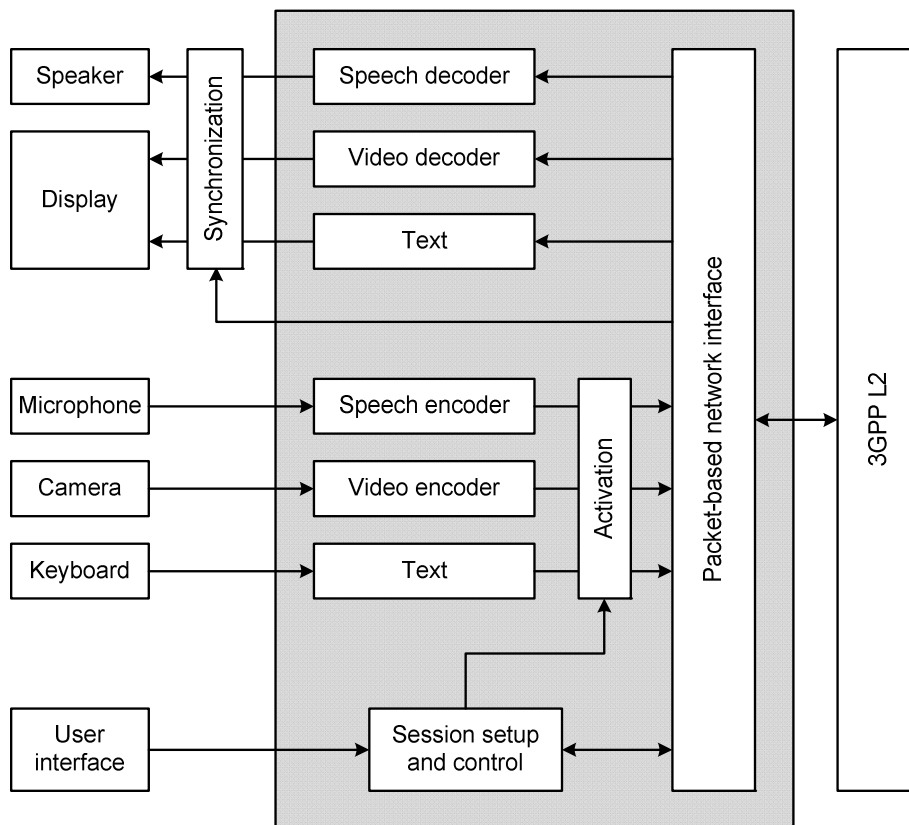 Speaker
Speech decoder
Display
Video decoder
Text
Synchronization
Microphone
Speech encoder
Camera
Video encoder
Keyboard
Text
Activation
User
interface
Session setup
and control
Packet-based network interface
3GPP L2